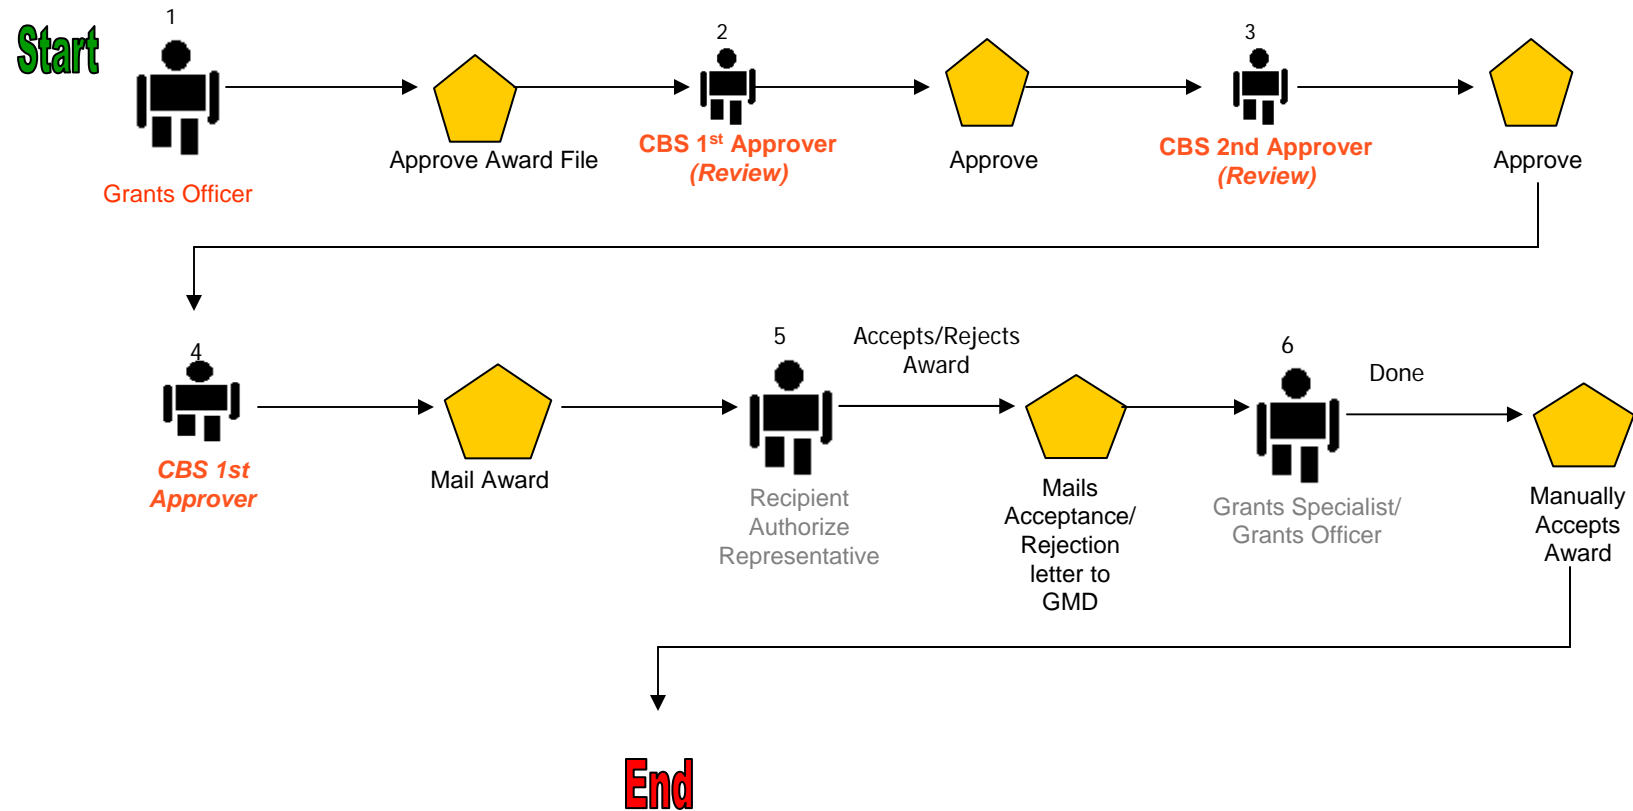 Start
1
Grants Officer
Approve Award File
2
CBS 1st Approver
(Review)
Approve
3
CBS 2nd Approver
(Review)
Approve
4
CBS 1st
Approver
Mail Award
5
Recipient
Authorize
Representative
Accepts/Rejects
Award
Mails
Acceptance/
Rejection
letter to
GMD
6
Grants Specialist/
Grants Officer
Done
Manually
Accepts
Award
End